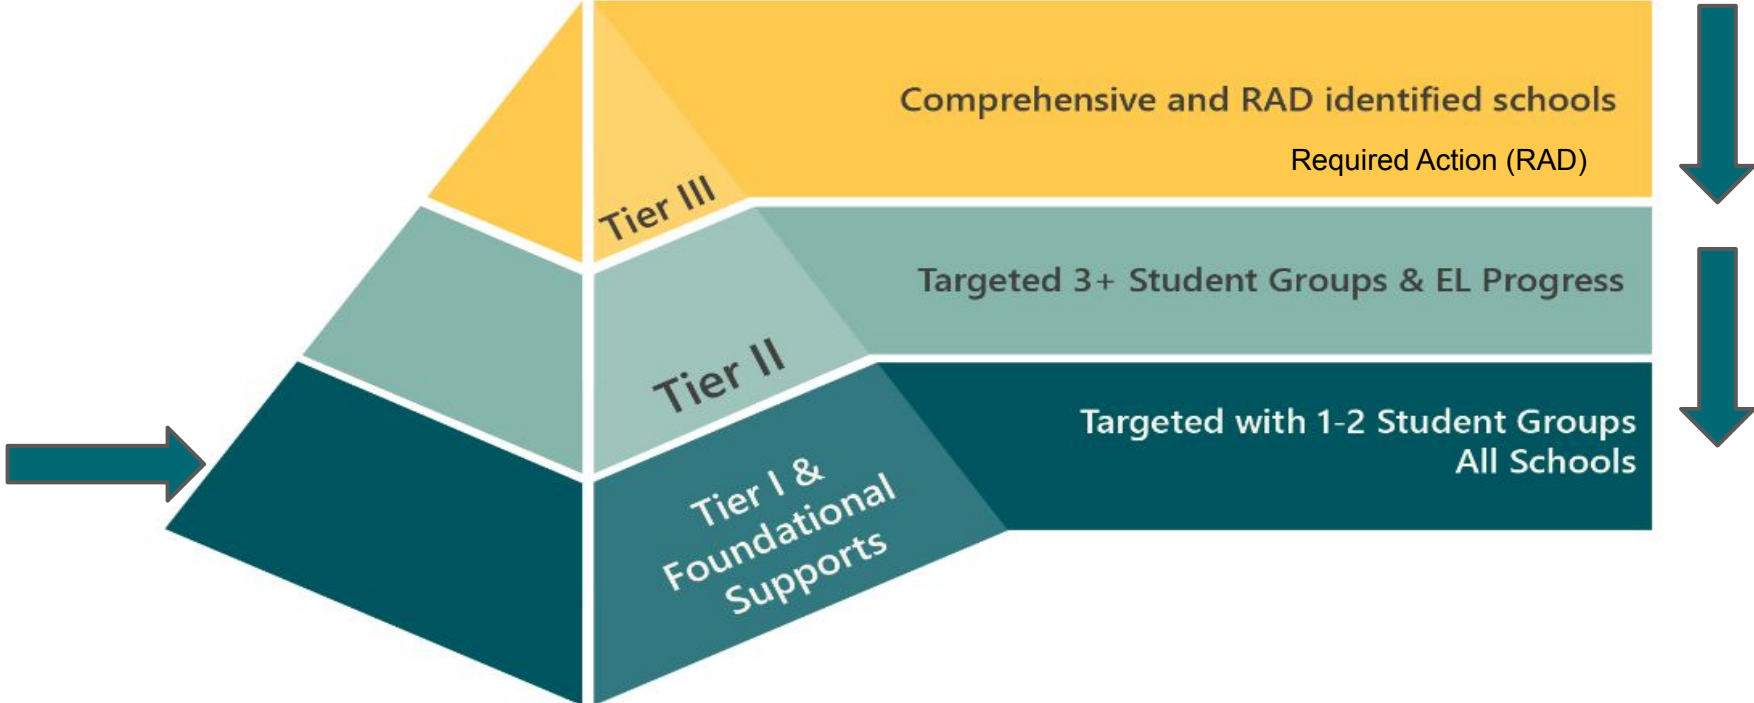 Comprehensive and RAD identified schools
Required Action (RAD)
Tier III
Targeted 3+ Student Groups & EL Progress
Tier II
Targeted with 1-2 Student Groups
All Schools
Tier I &
Foundational
Supports